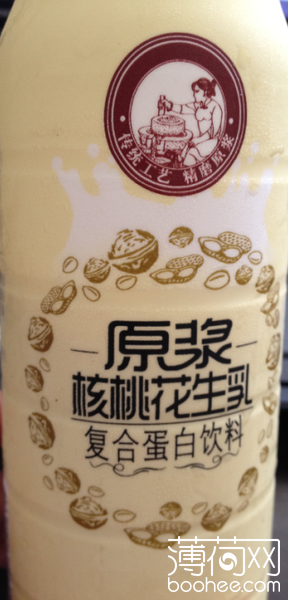 传统工艺 精磨原浆
原浆
核桃花生乳
复合蛋白饮料
薄荷网
boohee.com